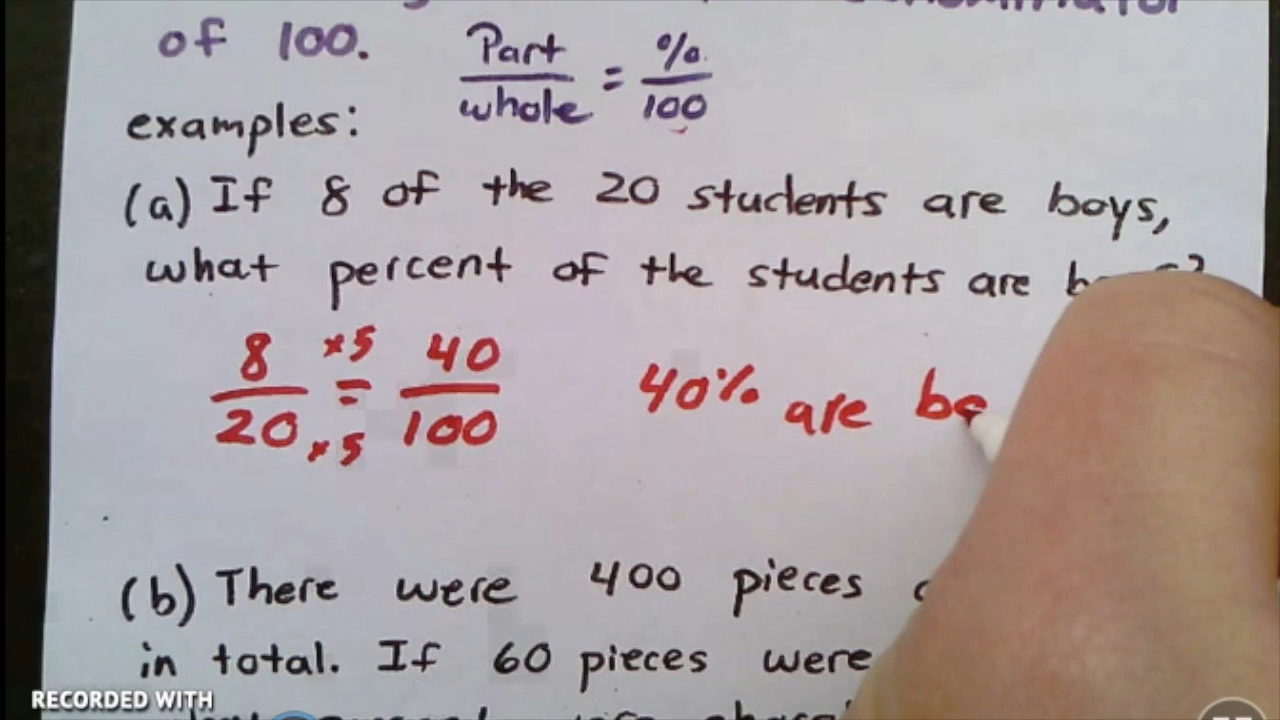 of 100.
Part/whole = %/100
examples:
(a) If 8 of the 20 students are boys,
what percent of the students are
8/20 ×5 = ×5 40/100
40% are bo
(b) There were 400 pieces
in total. If 60 pieces were
RECORDED WITH